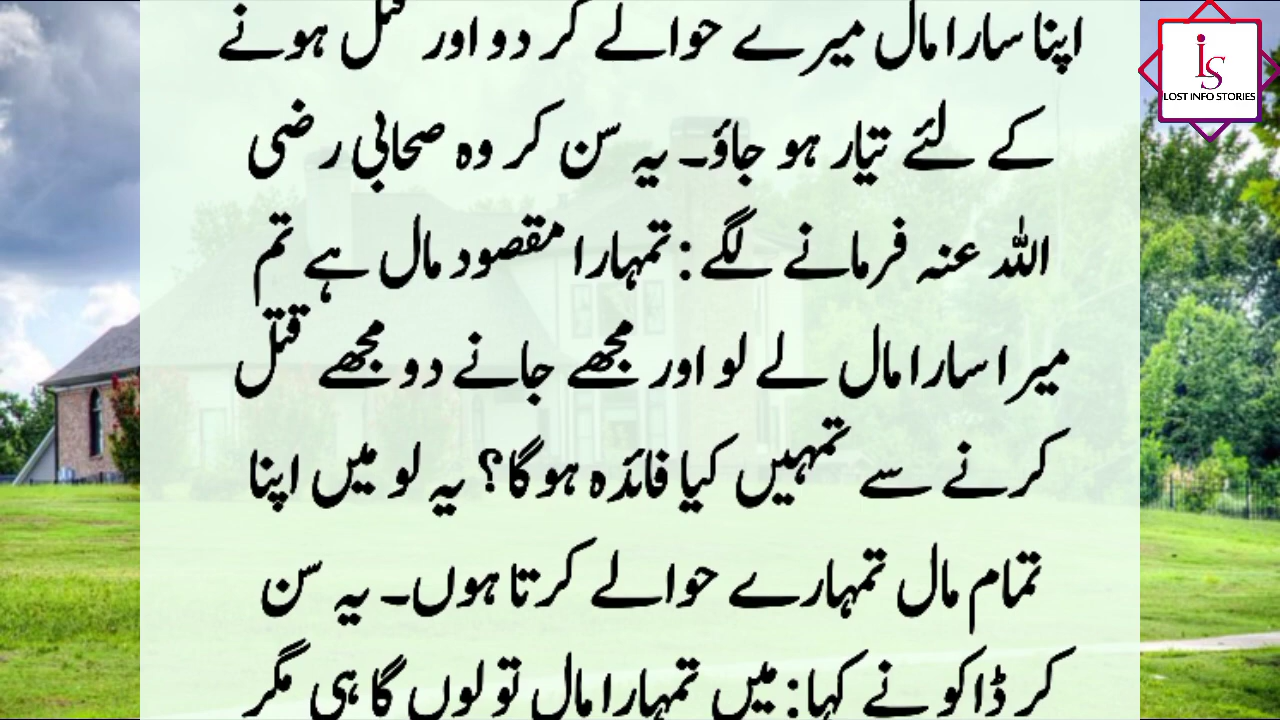 اپنا سارا مال میرے حوالے کر دو اور قتل ہونے
کے لئے تیار ہو جاؤ۔ یہ سن کر وہ صحابی رضی
اللہ عنہ فرمانے لگے: تمہارا مقصود مال ہے تم
میرا سارا مال لے لو اور مجھے جانے دو مجھے قتل
کرنے سے تمہیں کیا فائدہ ہوگا؟ یہ لو میں اپنا
تمام مال تمہارے حوالے کرتا ہوں۔ یہ سن
کر ڈاکو نے کہا: میں تمہارا مال تو لوں گا ہی مگر
iS
LOST INFO STORIES